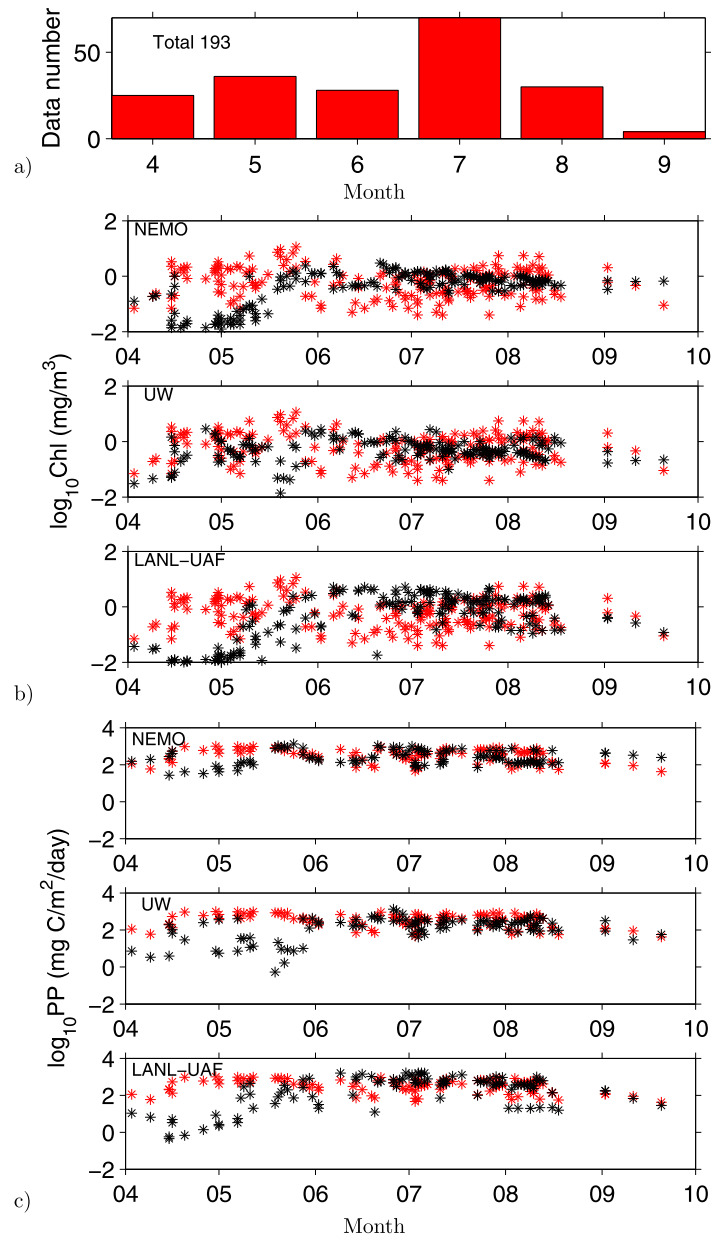 Data number
50
0
Total 193
4 5 6 7 8 9
a)
Month
NEMO
2
0
−2
04 05 06 07 08 09 10
UW
2
0
−2
04 05 06 07 08 09 10
log10Chl (mg/m3)
LANL−UAF
2
0
−2
04 05 06 07 08 09 10
b)
NEMO
4
2
0
−2
04 05 06 07 08 09 10
UW
4
2
0
−2
04 05 06 07 08 09 10
log10PP (mg C/m2/day)
LANL−UAF
4
2
0
−2
04 05 06 07 08 09 10
c)
Month